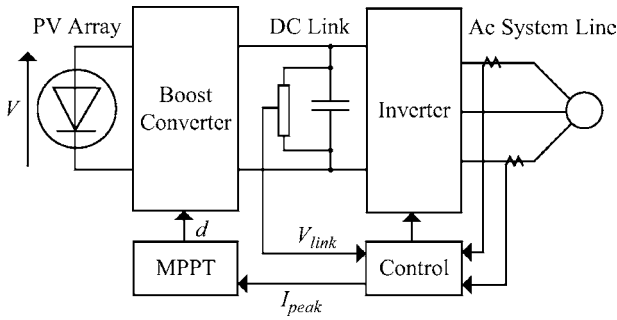 PV Array
DC Link
Ac System Line
V
Boost
Converter
Inverter
d
V_link
MPPT
Control
I_peak